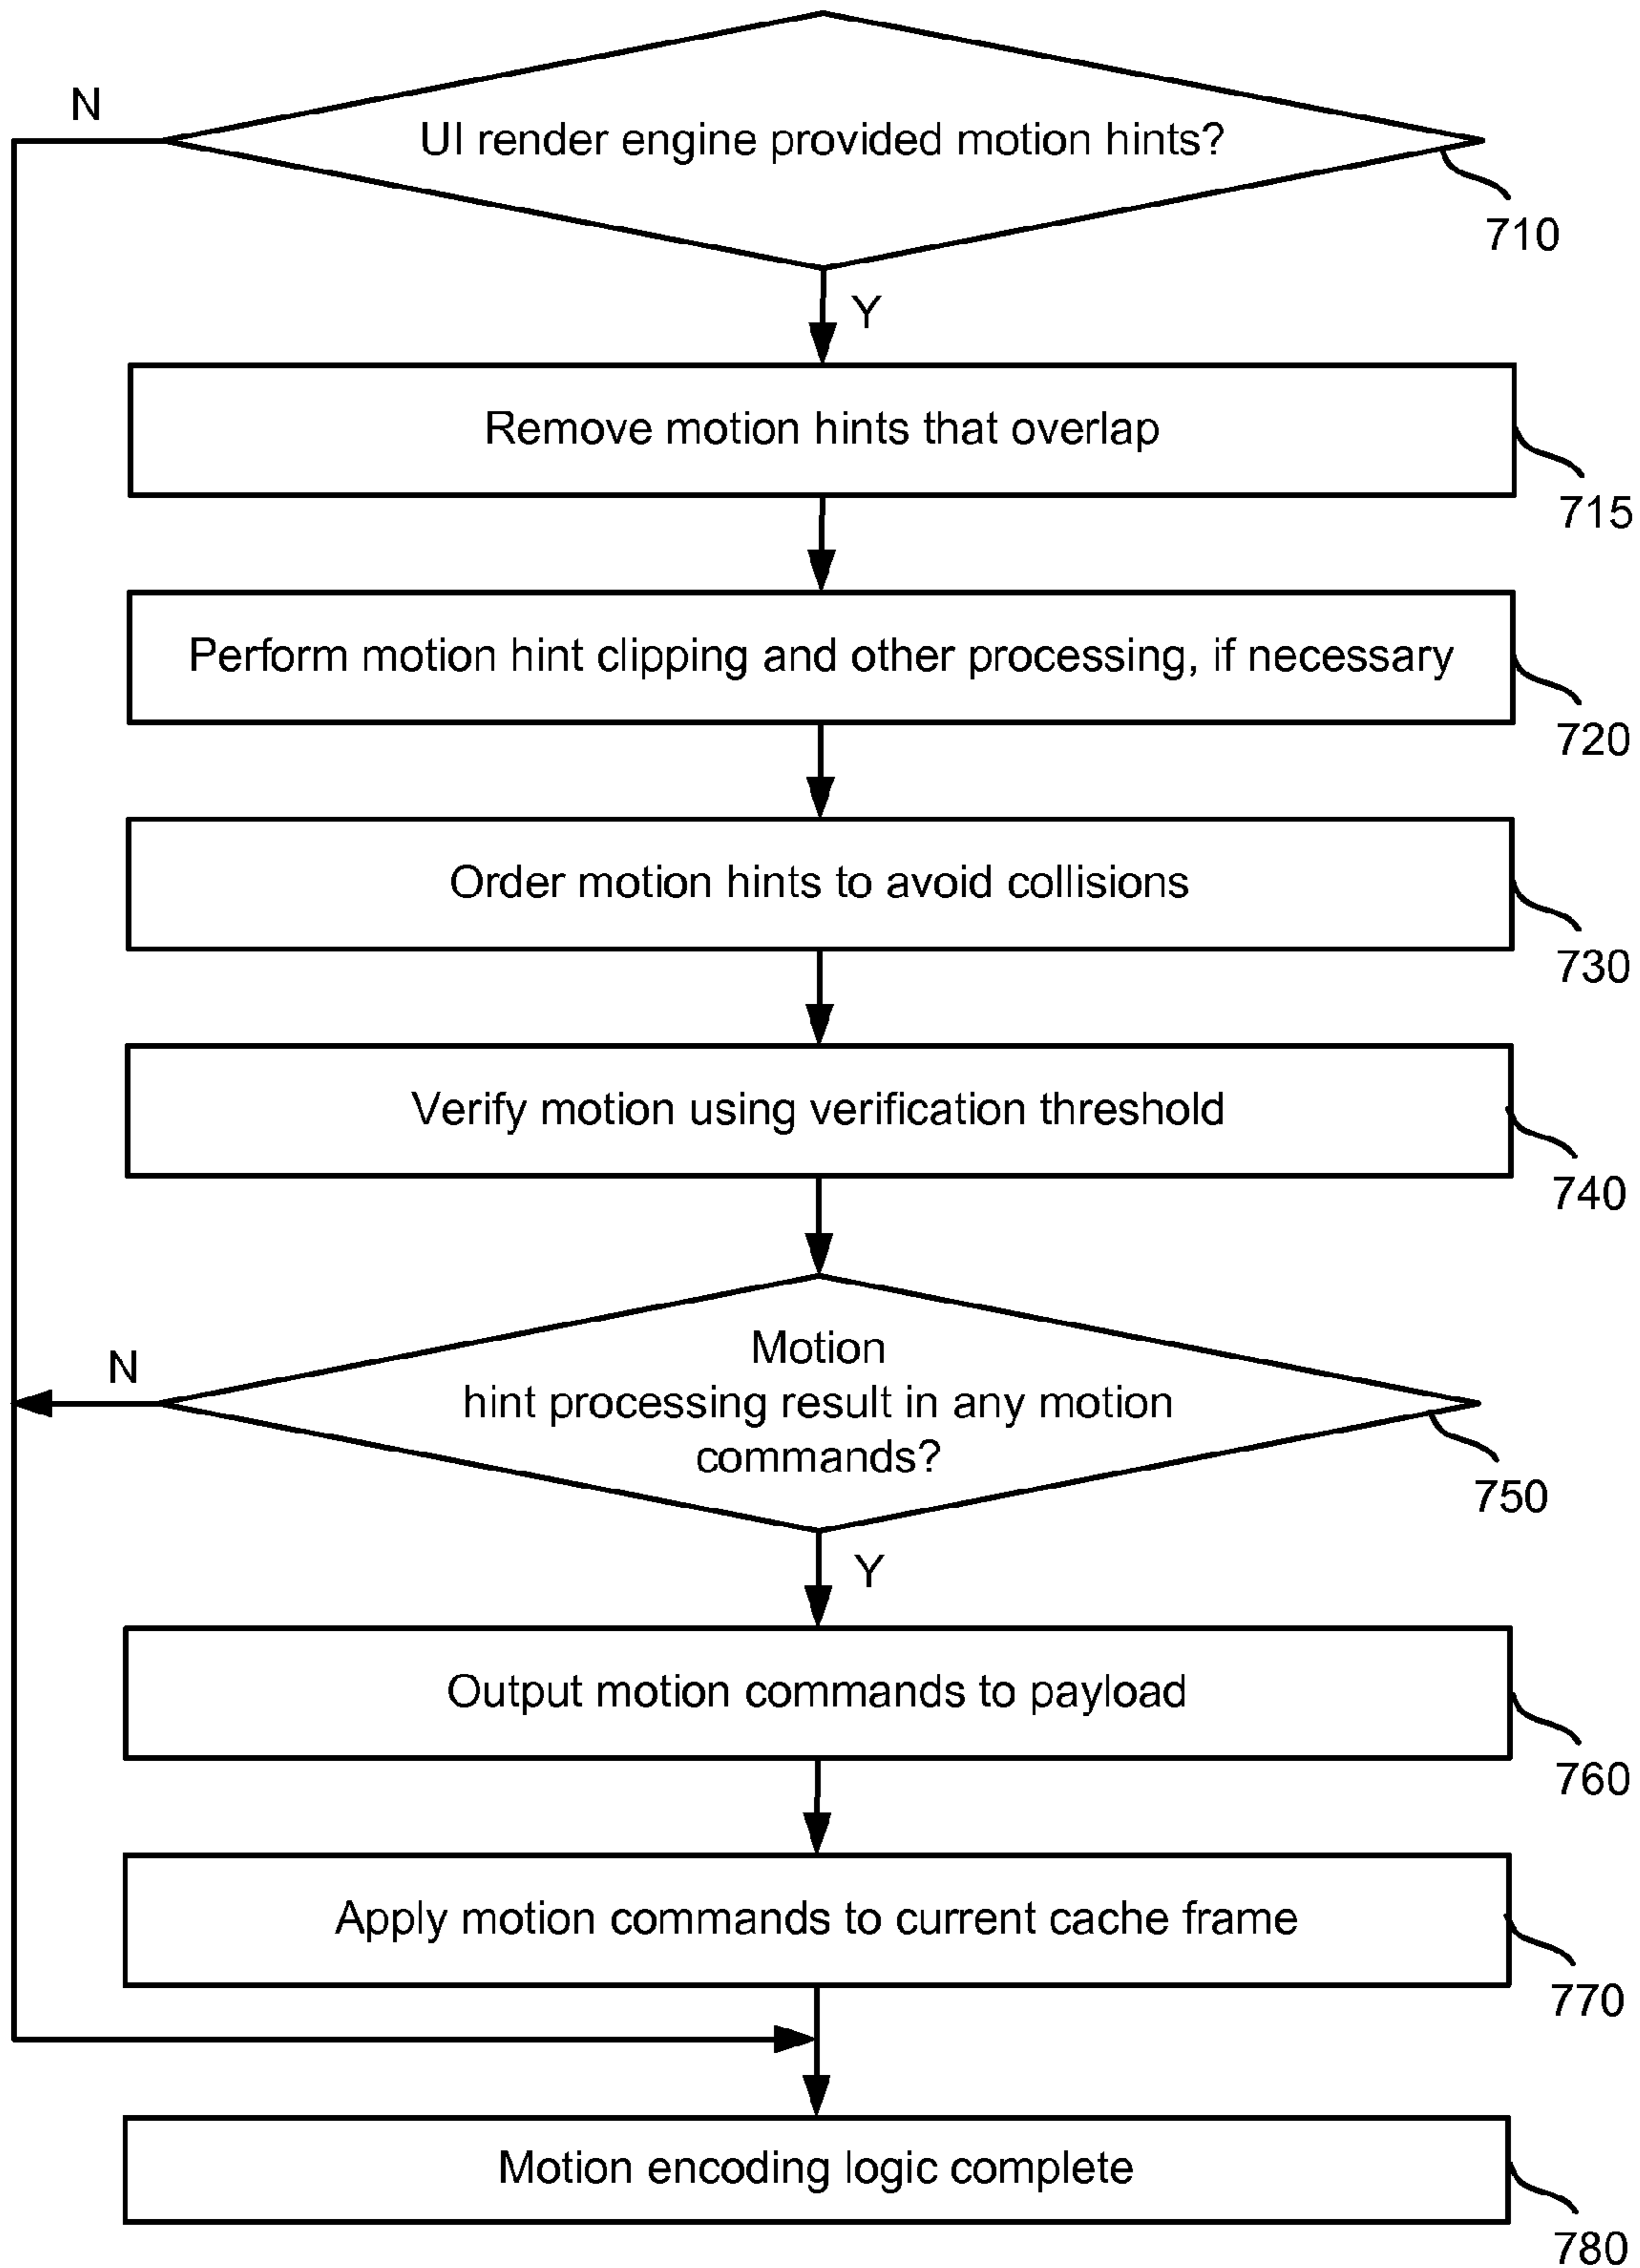 N
UI render engine provided motion hints?
710
Y
Remove motion hints that overlap
715
Perform motion hint clipping and other processing, if necessary
720
Order motion hints to avoid collisions
730
Verify motion using verification threshold
740
N
Motion
hint processing result in any motion
commands?
750
Y
Output motion commands to payload
760
Apply motion commands to current cache frame
770
Motion encoding logic complete
780